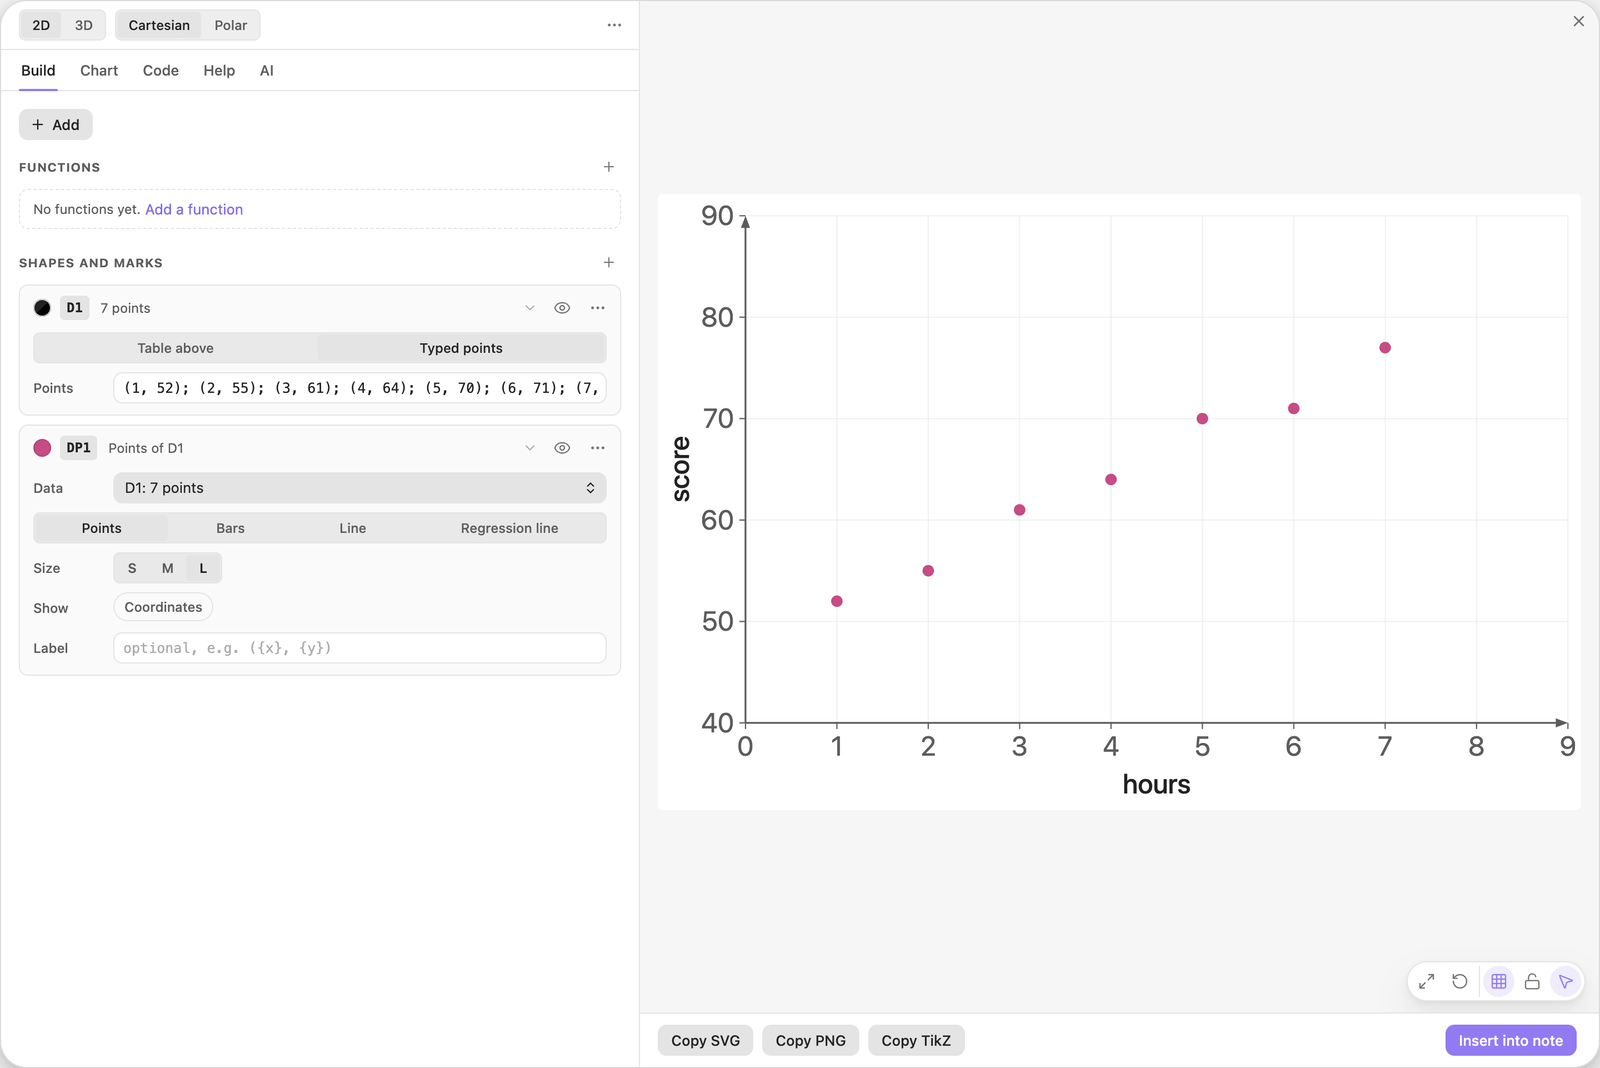 2D 3D Cartesian Polar
Build Chart Code Help AI
+ Add
FUNCTIONS
No functions yet. Add a function
SHAPES AND MARKS
D1 7 points
Table above Typed points
Points (1, 52); (2, 55); (3, 61); (4, 64); (5, 70); (6, 71); (7,
DP1 Points of D1
Data D1: 7 points
Points Bars Line Regression line
Size S M L
Show Coordinates
Label optional, e.g. ({x}, {y})
90
80
70
60
50
40
score
0 1 2 3 4 5 6 7 8 9
hours
Copy SVG Copy PNG Copy TikZ Insert into note